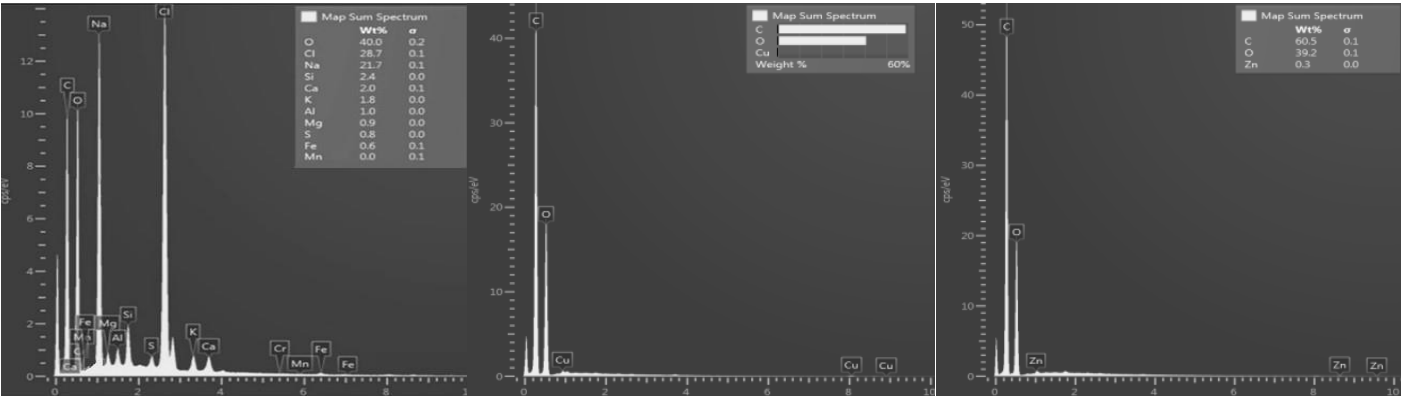 Map Sum Spectrum
Wt% σ
O 40.0 0.2
Cl 28.7 0.1
Na 21.7 0.1
Si 2.4 0.0
Ca 2.0 0.1
K 1.8 0.0
Al 1.0 0.0
Mg 0.9 0.0
S 0.8 0.0
Fe 0.6 0.1
Mn 0.0 0.1
Cl
Na
C
O
Fe
Mg
Si
Mn
Al
S
K
Ca
C
Ca
Cr
Mn
Fe
Fe
12
10
8
6
4
2
0
cps/eV
0 2 4 6 8 1
Map Sum Spectrum
C
O
Cu
Weight % 60%
C
O
Cu
Cu
Cu
40
30
20
10
0
cps/eV
0 2 4 6 8 10
Map Sum Spectrum
Wt% σ
C 60.5 0.1
O 39.2 0.1
Zn 0.3 0.0
C
O
Zn
Zn
Zn
50
40
30
20
10
0
cps/eV
0 2 4 6 8 10